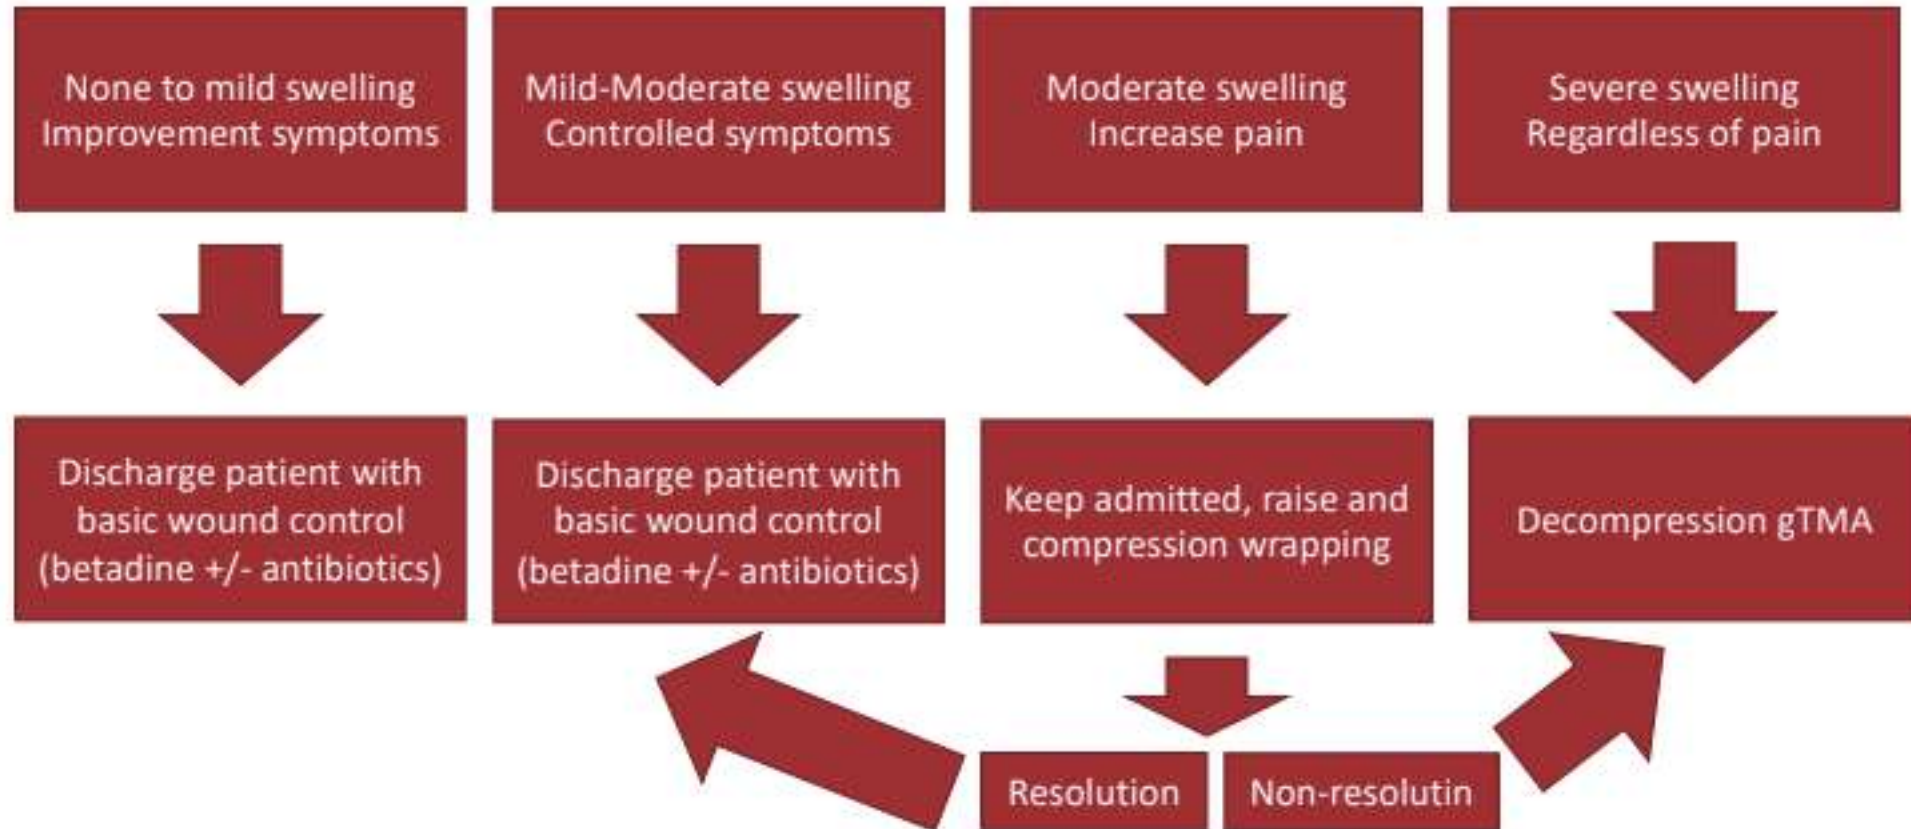 None to mild swelling
Improvement symptoms
Mild-Moderate swelling
Controlled symptoms
Moderate swelling
Increase pain
Severe swelling
Regardless of pain
Discharge patient with
basic wound control
(betadine +/- antibiotics)
Discharge patient with
basic wound control
(betadine +/- antibiotics)
Keep admitted, raise and
compression wrapping
Decompression gTMA
Resolution
Non-resolutin